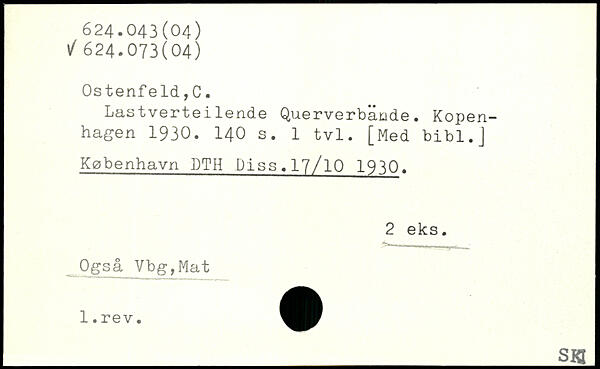 624.043(04)
√ 624.073(04)
Ostenfeld,C.
Lastverteilende Querverbände. Kopen-
hagen 1930. 140 s. 1 tvl. [Med bibl.]
København DTH Diss.17/10 1930.
2 eks.
Også Vbg,Mat
1.rev.